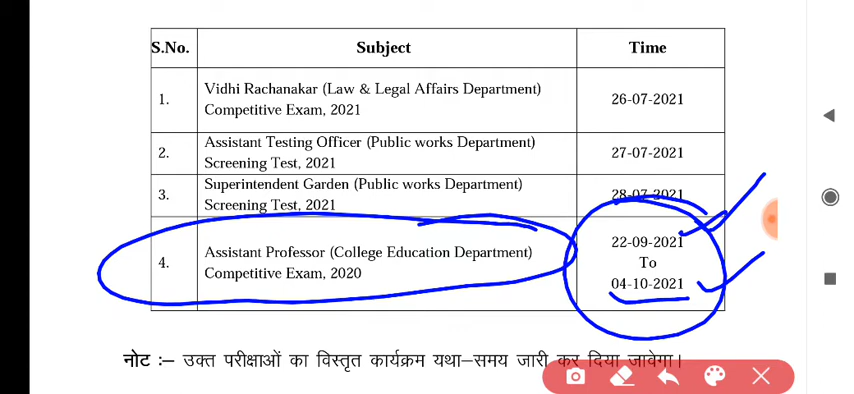 S.No. Subject Time
1. Vidhi Rachanakar (Law & Legal Affairs Department) 26-07-2021
Competitive Exam, 2021
2. Assistant Testing Officer (Public works Department) 27-07-2021
Screening Test, 2021
3. Superintendent Garden (Public works Department) 28-07-2021
Screening Test, 2021
4. Assistant Professor (College Education Department) 22-09-2021
Competitive Exam, 2020 To
04-10-2021
नोट :– उक्त परीक्षाओं का विस्तृत कार्यक्रम यथा–समय जारी कर दिया जावेगा।